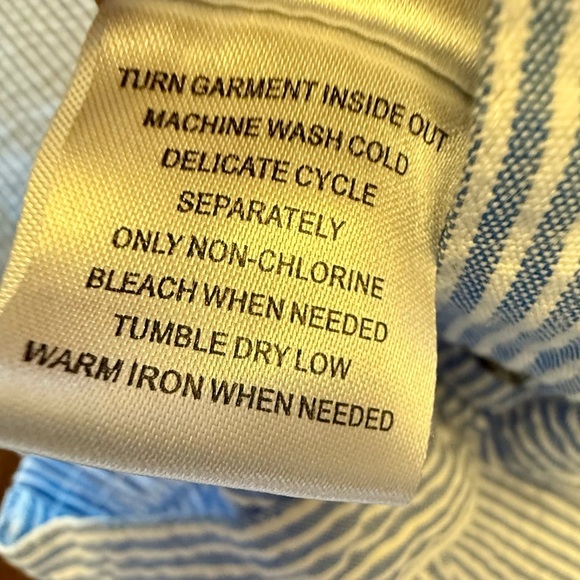 TURN GARMENT INSIDE OUT
MACHINE WASH COLD
DELICATE CYCLE
SEPARATELY
ONLY NON-CHLORINE
BLEACH WHEN NEEDED
TUMBLE DRY LOW
WARM IRON WHEN NEEDED